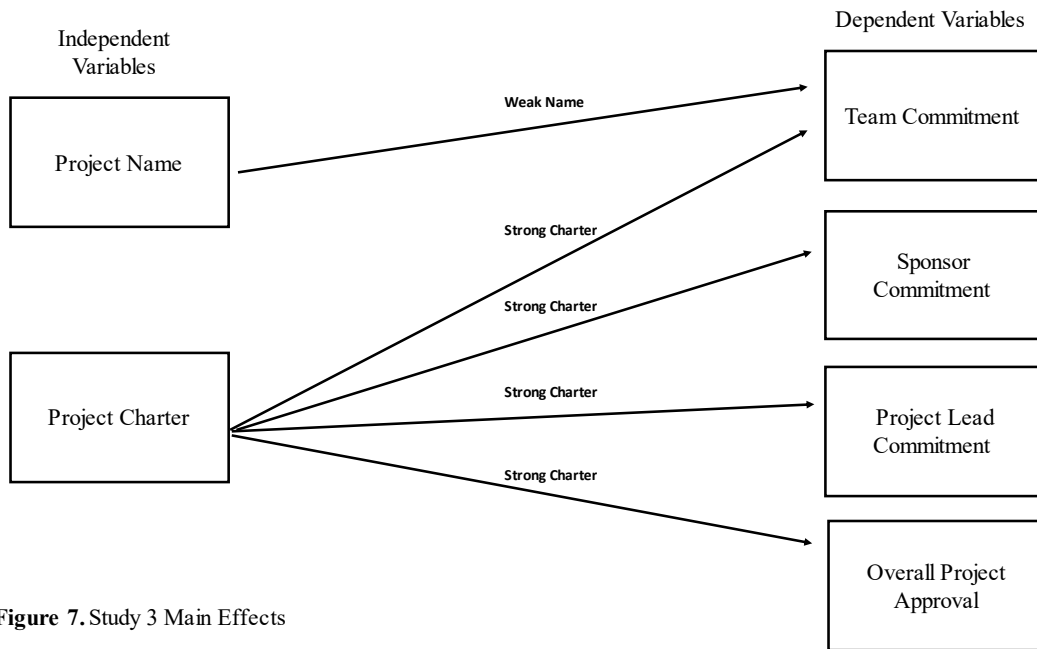 Independent
Variables
Dependent Variables
Project Name
Weak Name
Team Commitment
Strong Charter
Sponsor
Commitment
Strong Charter
Project Charter
Strong Charter
Project Lead
Commitment
Strong Charter
Overall Project
Approval
Figure 7. Study 3 Main Effects